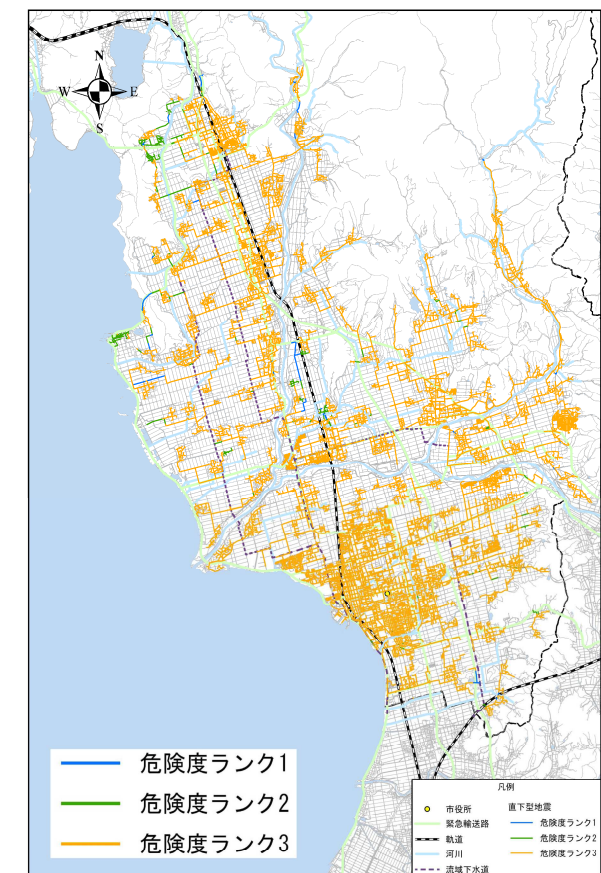 N
W E
S
危険度ランク1
危険度ランク2
危険度ランク3
凡例
市役所
緊急輸送路
軌道
河川
流域下水道
直下型地震
危険度ランク1
危険度ランク2
危険度ランク3